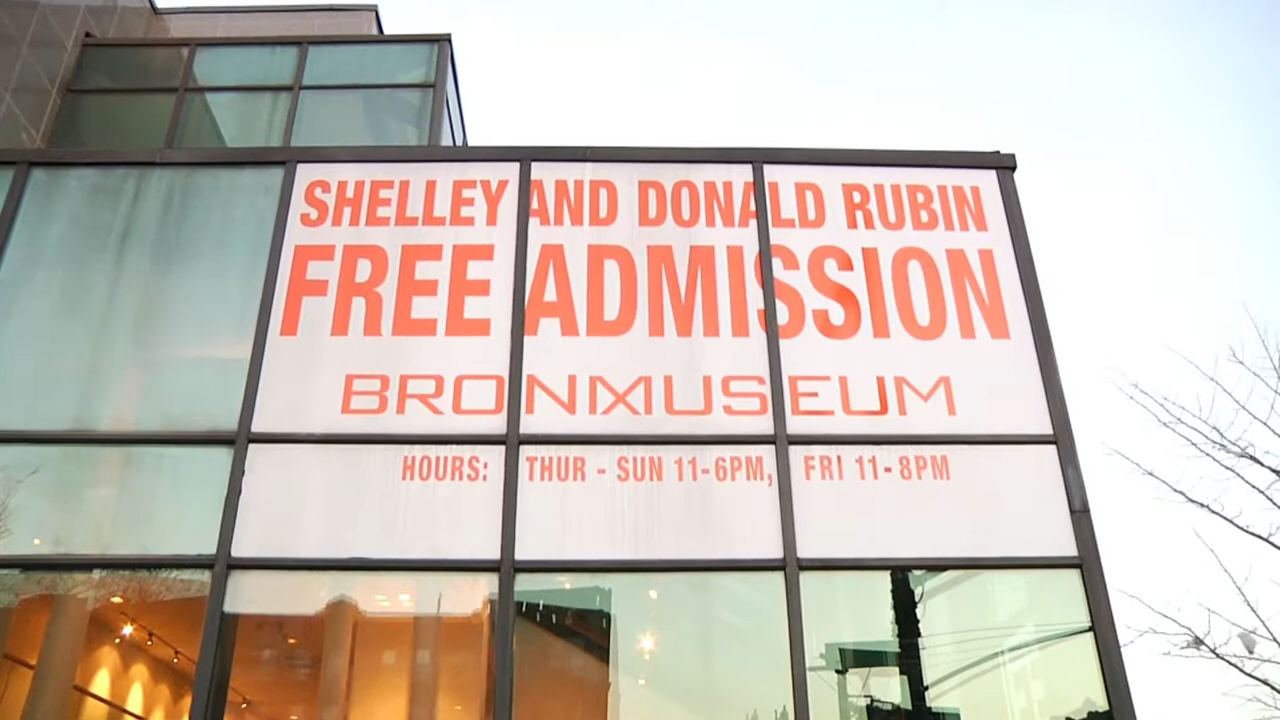 SHELLEY AND DONALD RUBIN
FREE ADMISSION
BRONXMUSEUM
HOURS: THUR - SUN 11-6PM, FRI 11-8PM